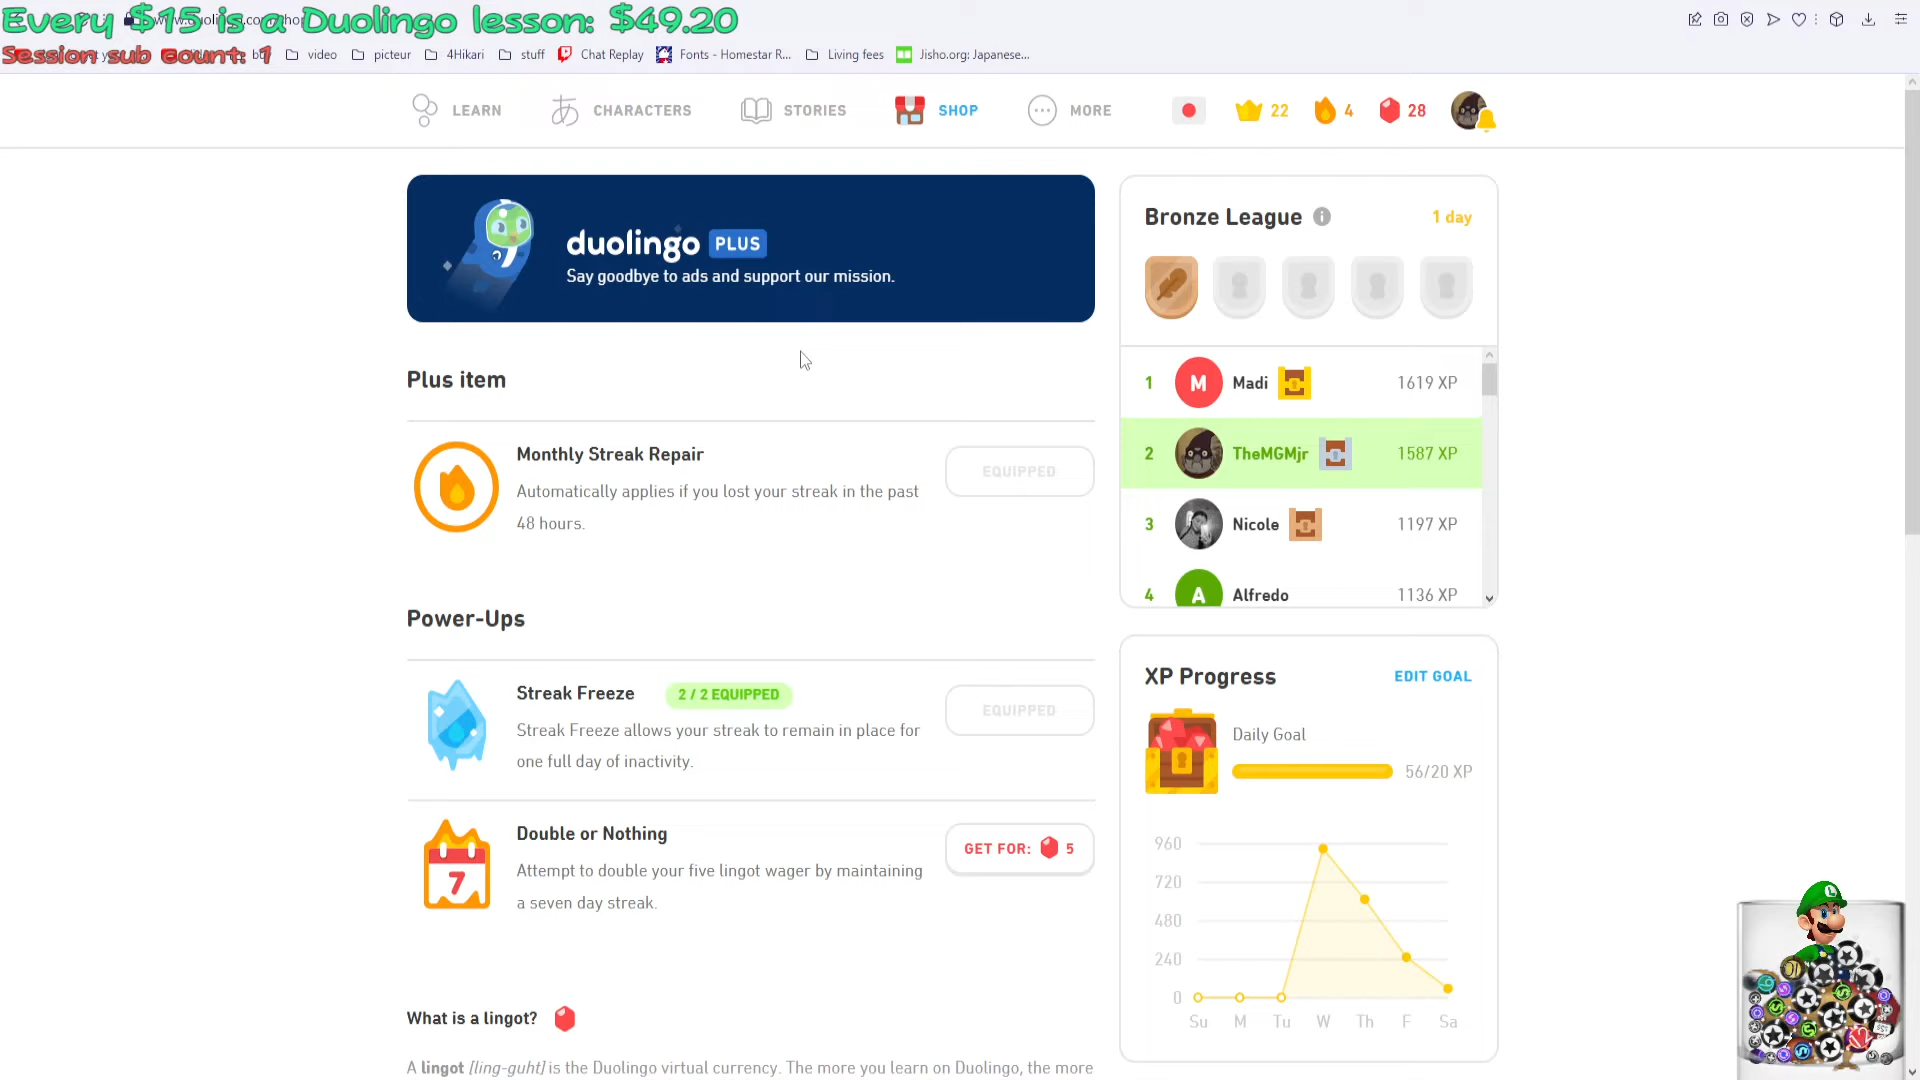 Every $15 is a Duolingo lesson: $49.20
Session sub count: 1
video
picteur
4Hikari
stuff
Chat Replay
Fonts - Homestar R...
Living fees
Jisho.org: Japanese...
LEARN
あ CHARACTERS
STORIES
SHOP
MORE
22
4
28
duolingo PLUS
Say goodbye to ads and support our mission.
Plus item
Monthly Streak Repair
Automatically applies if you lost your streak in the past
48 hours.
EQUIPPED
Power-Ups
Streak Freeze 2 / 2 EQUIPPED
Streak Freeze allows your streak to remain in place for
one full day of inactivity.
EQUIPPED
7
Double or Nothing
Attempt to double your five lingot wager by maintaining
a seven day streak.
GET FOR: 5
What is a lingot?
A lingot [ling-guht] is the Duolingo virtual currency. The more you learn on Duolingo, the more
Bronze League
1 day
1 M Madi 1619 XP
2 TheMGMjr 1587 XP
3 Nicole 1197 XP
4 A Alfredo 1136 XP
XP Progress
EDIT GOAL
Daily Goal
56/20 XP
960
720
480
240
0
Su M Tu W Th F Sa